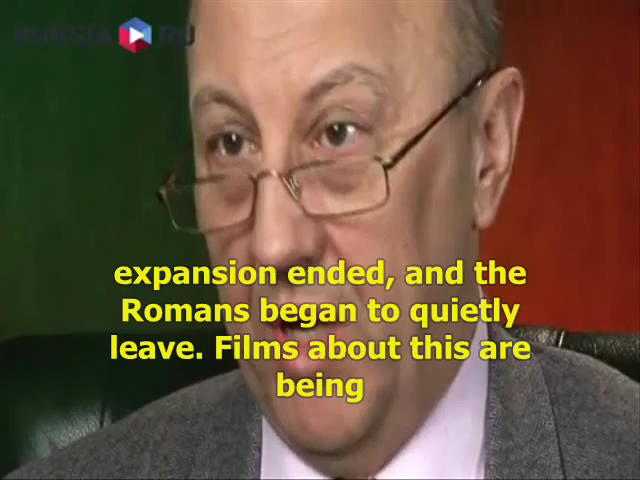 RUSSIA RU
expansion ended, and the
Romans began to quietly
leave. Films about this are
being